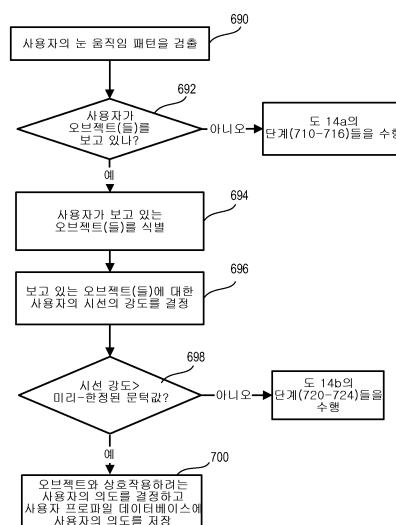 690
사용자의 눈 움직임 패턴을 검출
692
사용자가
오브젝트(들)를
보고 있나?
아니오
도 14a의
단계(710-716)들을 수행
예
694
사용자가 보고 있는
오브젝트(들)를 식별
696
보고 있는 오브젝트(들)에 대한
사용자의 시선의 강도를 결정
698
시선 강도>
미리-한정된 문턱값?
아니오
도 14b의
단계(720-724)들을
수행
예
700
오브젝트와 상호작용하려는
사용자의 의도를 결정하고
사용자 프로파일 데이터베이스에
사용자의 의도를 저장